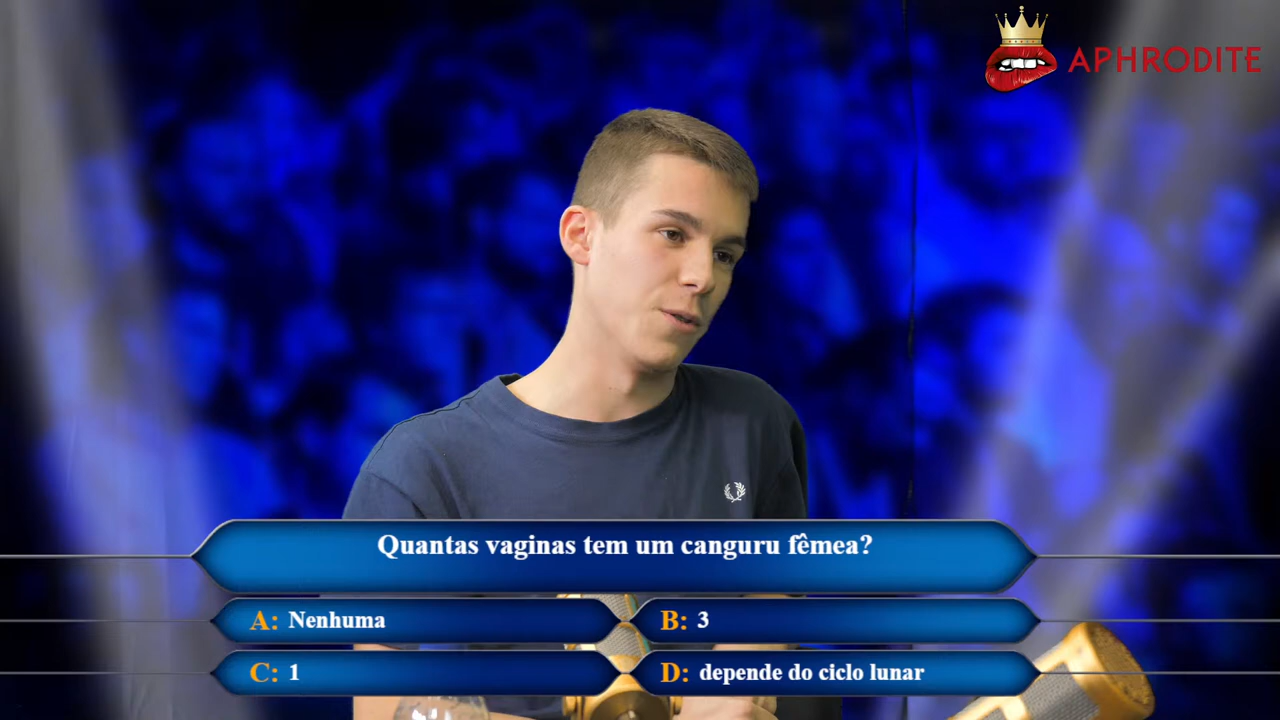 APHRODITE
Quantas vaginas tem um canguru fêmea?
A: Nenhuma
B: 3
C: 1
D: depende do ciclo lunar